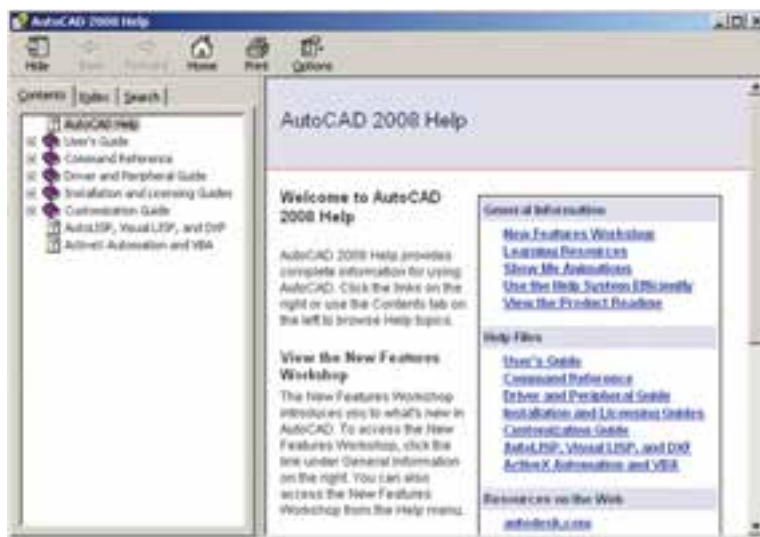 AutoCAD 2008 Help
Hide Back Forward Home Print Options
Contents Index Search
AutoCAD Help
User's Guide
Command Reference
Driver and Peripheral Guide
Installation and Licensing Guides
Customization Guide
AutoLISP, Visual LISP, and DXF
ActiveX Automation and VBA
AutoCAD 2008 Help
Welcome to AutoCAD
2008 Help
AutoCAD 2008 Help provides
complete information for using
AutoCAD. Click the links on the
right or use the Contents tab on
the left to browse Help topics.
View the New Features
Workshop
The New Features Workshop
introduces you to what's new in
AutoCAD. To access the New
Features Workshop, click the
link under General Information
on the right. You can also
access the New Features
Workshop from the Help menu.
General Information
New Features Workshop
Learning Resources
Show Me Animations
Use the Help System Efficiently
View the Product Readme
Help Files
User's Guide
Command Reference
Driver and Peripheral Guide
Installation and Licensing Guides
Customization Guide
AutoLISP, Visual LISP, and DXF
ActiveX Automation and VBA
Resources on the Web
autodesk.com